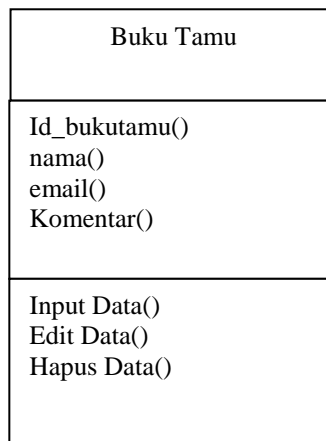 Buku Tamu
Id_bukutamu()
nama()
email()
Komentar()
Input Data()
Edit Data()
Hapus Data()